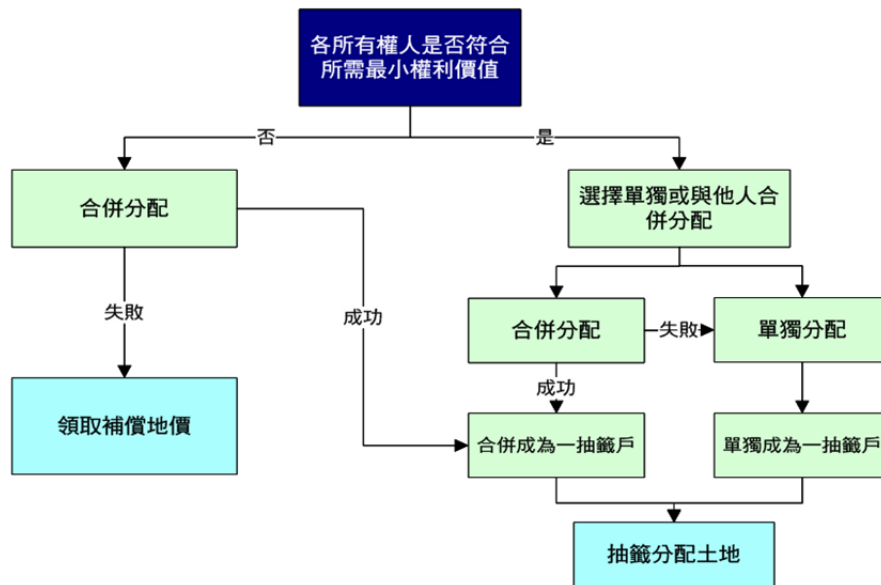 各所有權人是否符合
所需最小權利價值
否
是
合併分配
選擇單獨或與他人合
併分配
失敗
成功
合併分配
失敗
單獨分配
成功
領取補償地價
合併成為一抽籤戶
單獨成為一抽籤戶
抽籤分配土地